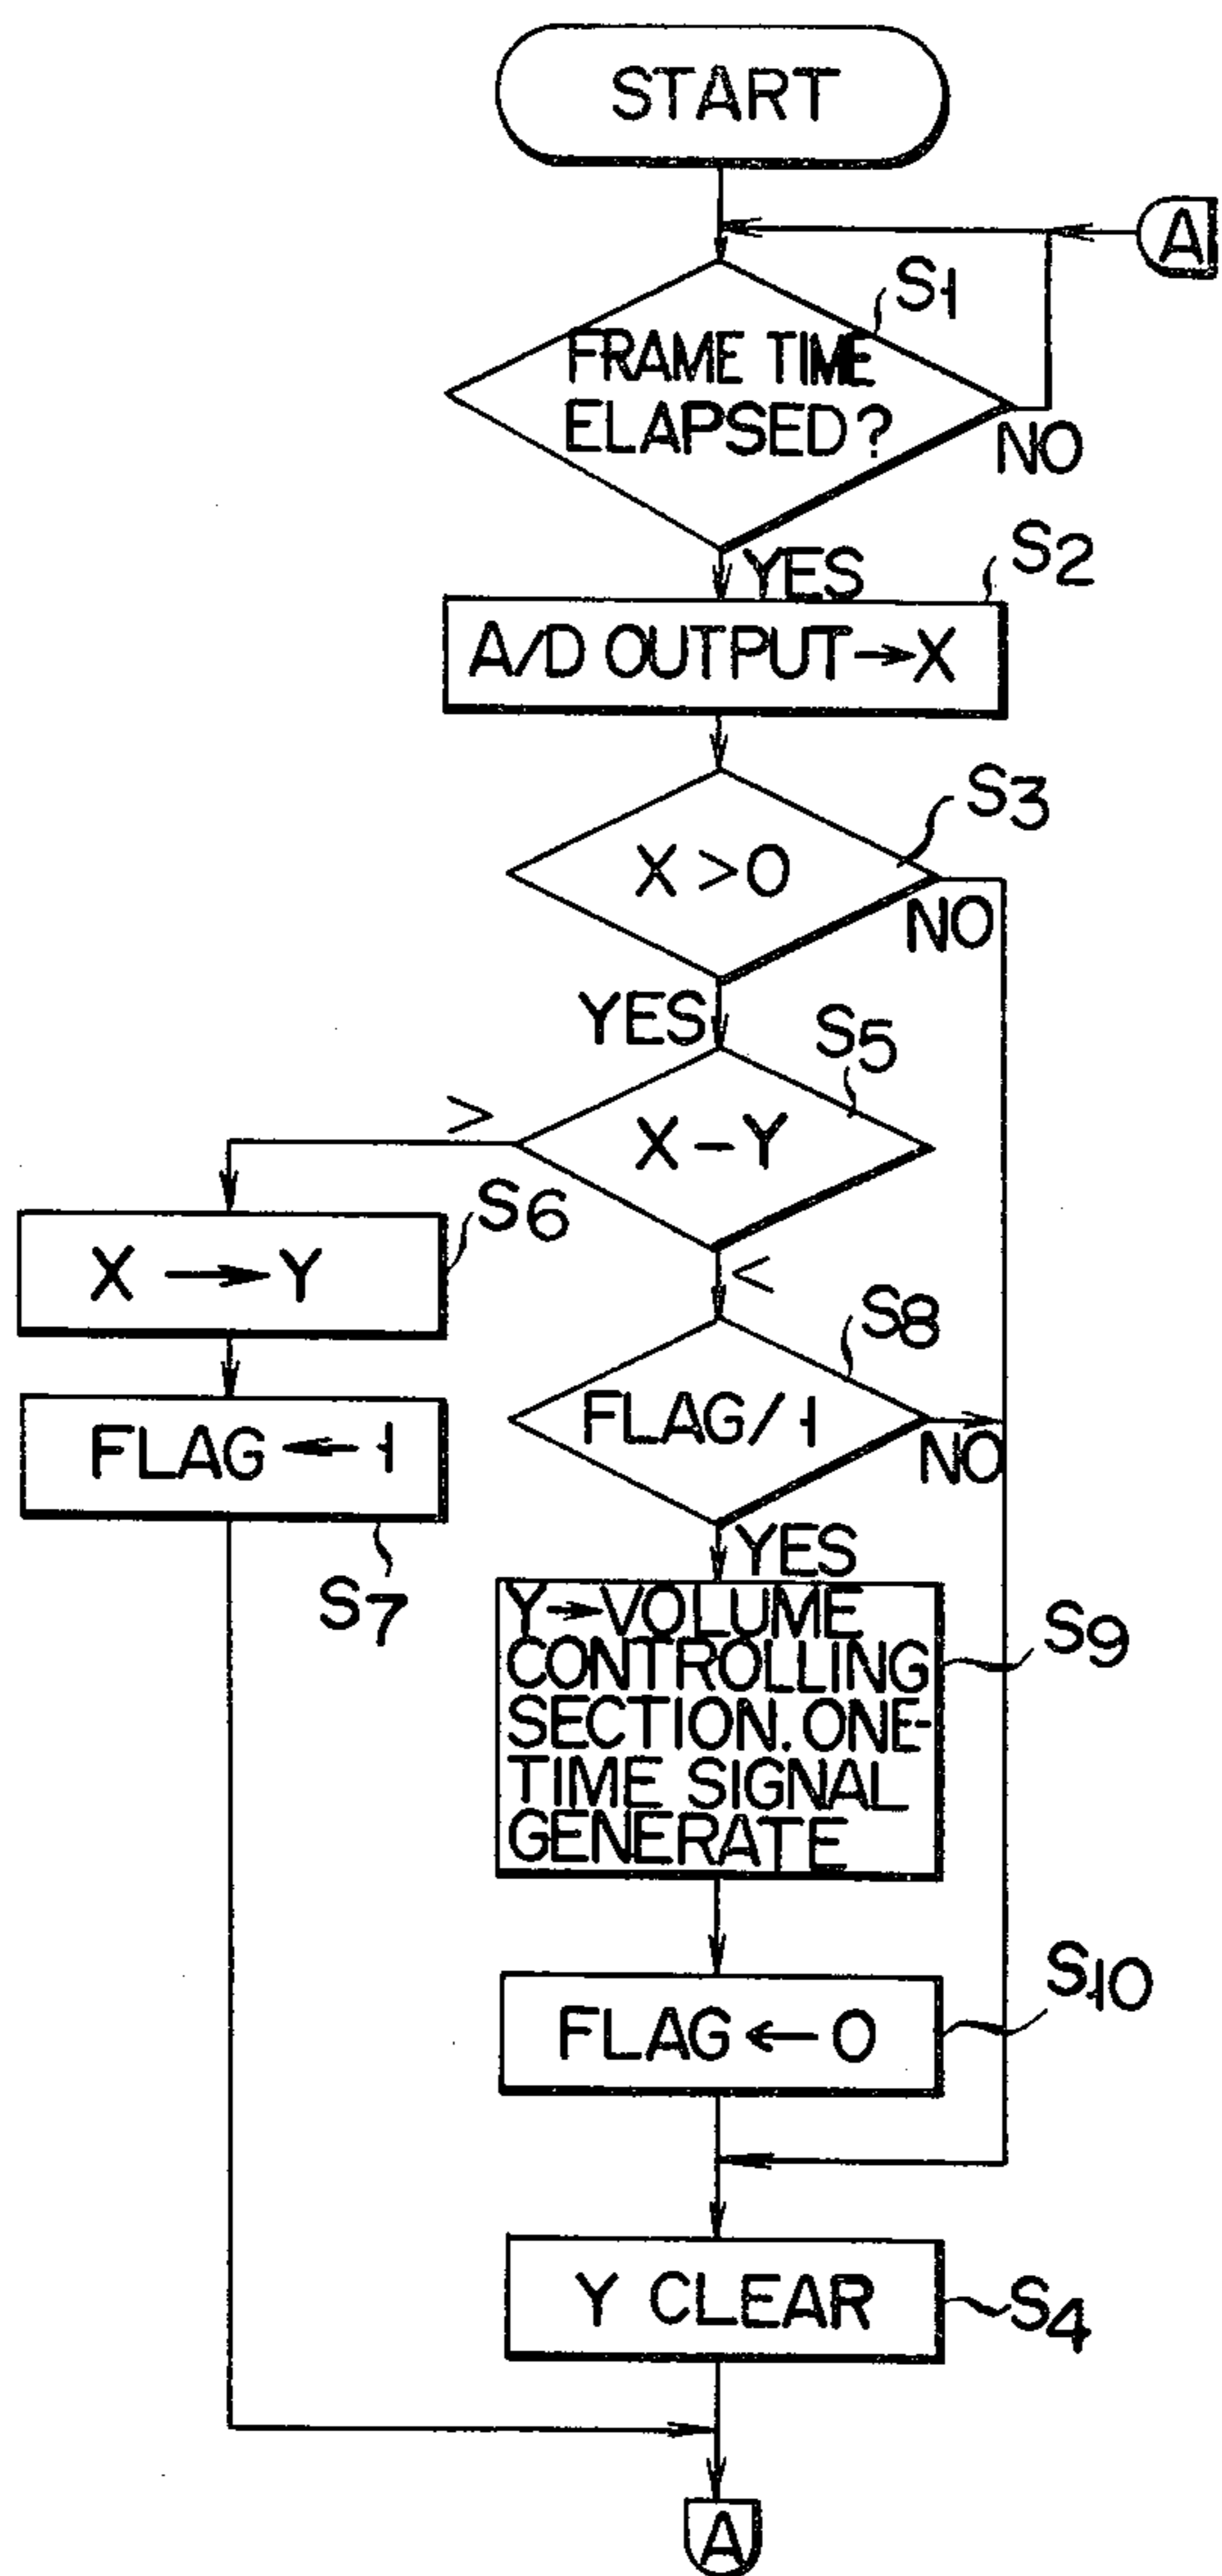 START
A
S1
FRAME TIME
ELAPSED?
NO
YES
S2
A/D OUTPUT→X
S3
X>0
NO
YES
S5
>
X-Y
S6
<
X → Y
S8
FLAG/1
NO
FLAG ← 1
YES
S7
Y→VOLUME
CONTROLLING
SECTION. ONE-
TIME SIGNAL
GENERATE
S9
S10
FLAG ← 0
Y CLEAR
S4
A